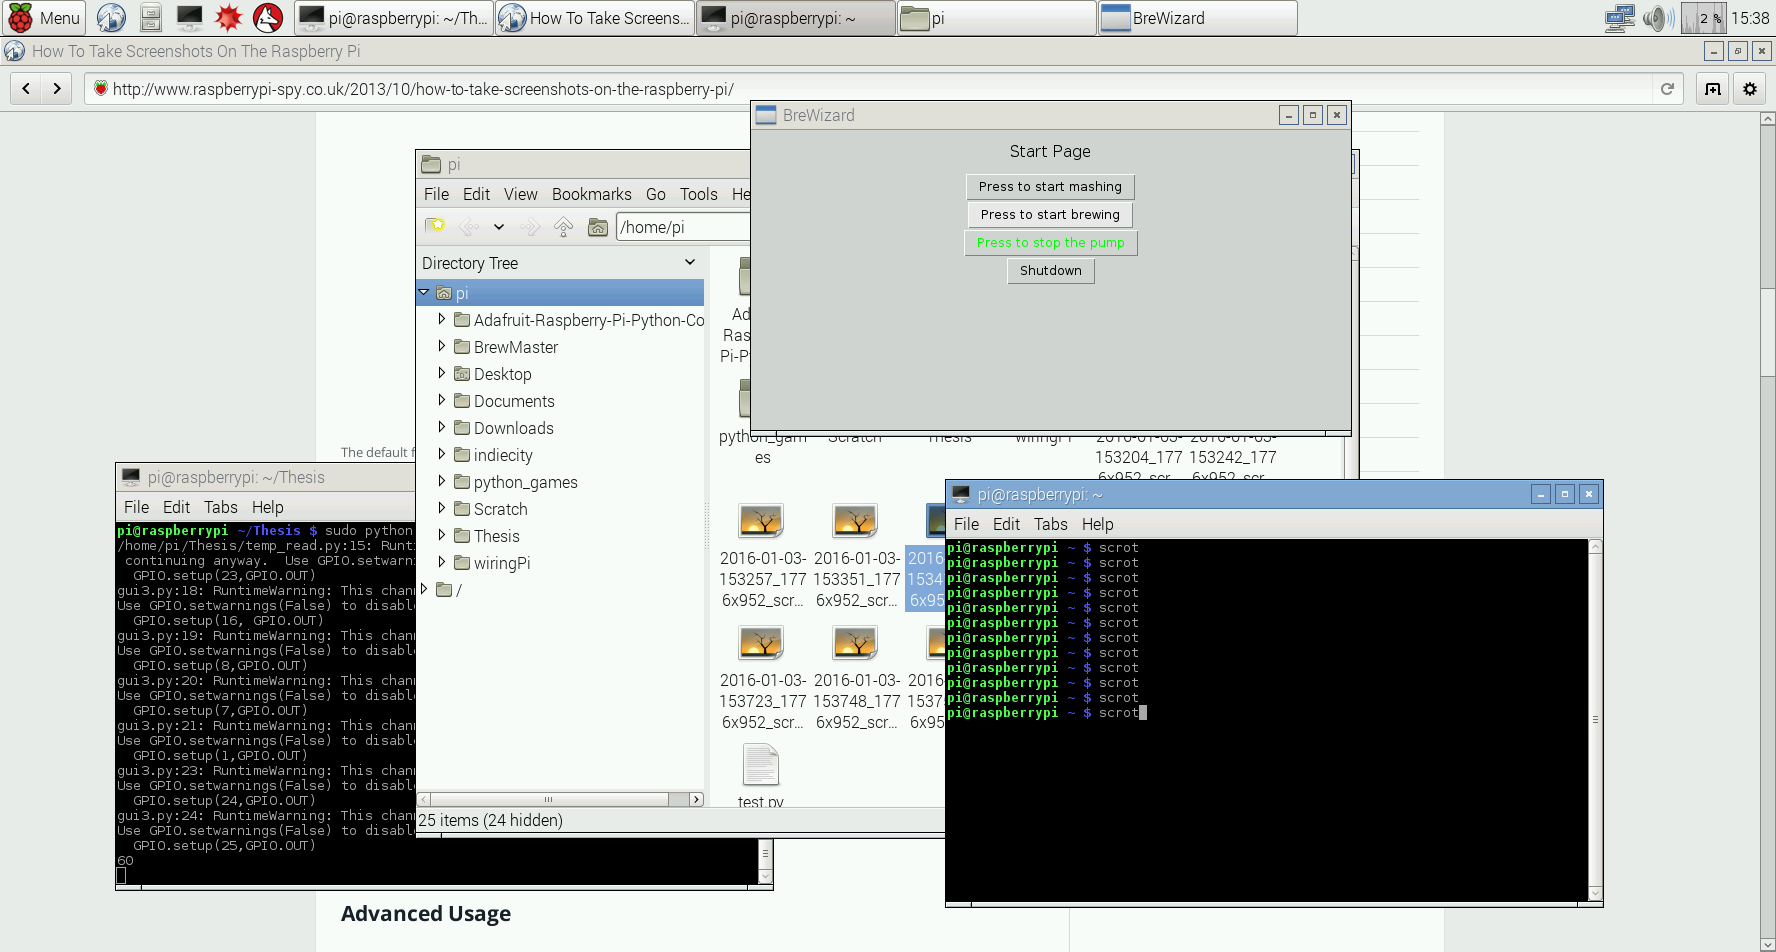 Menu
pi@raspberrypi: ~/Th...
How To Take Screens...
pi@raspberrypi: ~
pi
BreWizard
2 %
15:38
How To Take Screenshots On The Raspberry Pi
http://www.raspberrypi-spy.co.uk/2013/10/how-to-take-screenshots-on-the-raspberry-pi/
BreWizard
Start Page
Press to start mashing
Press to start brewing
Press to stop the pump
Shutdown
pi
File Edit View Bookmarks Go Tools He
/home/pi
Directory Tree
pi
Adafruit-Raspberry-Pi-Python-Co
BrewMaster
Desktop
Documents
Downloads
indiecity
python_games
Scratch
Thesis
wiringPi
/
Ad
Ras
Pi-P
python_gam
es
Scratch
Thesis
wiringPi
2016-01-03-
153204_177
6x952_scr...
2016-01-03-
153242_177
6x952_scr...
2016-01-03-
153257_177
6x952_scr...
2016-01-03-
153351_177
6x952_scr...
2016
1534
6x95
2016-01-03-
153723_177
6x952_scr...
2016-01-03-
153748_177
6x952_scr...
2016-
1537
6x95
test.py
25 items (24 hidden)
The default f
pi@raspberrypi: ~/Thesis
File Edit Tabs Help
pi@raspberrypi ~/Thesis $ sudo python
/home/pi/Thesis/temp_read.py:15: Runt
continuing anyway.  Use GPIO.setwarni
GPIO.setup(23,GPIO.OUT)
gui3.py:18: RuntimeWarning: This chan
Use GPIO.setwarnings(False) to disabl
GPIO.setup(16, GPIO.OUT)
gui3.py:19: RuntimeWarning: This chan
Use GPIO.setwarnings(False) to disabl
GPIO.setup(8,GPIO.OUT)
gui3.py:20: RuntimeWarning: This chan
Use GPIO.setwarnings(False) to disabl
GPIO.setup(7,GPIO.OUT)
gui3.py:21: RuntimeWarning: This chan
Use GPIO.setwarnings(False) to disabl
GPIO.setup(1,GPIO.OUT)
gui3.py:23: RuntimeWarning: This chan
Use GPIO.setwarnings(False) to disabl
GPIO.setup(24,GPIO.OUT)
gui3.py:24: RuntimeWarning: This chan
Use GPIO.setwarnings(False) to disabl
GPIO.setup(25,GPIO.OUT)
60
pi@raspberrypi: ~
File Edit Tabs Help
pi@raspberrypi ~ $ scrot
pi@raspberrypi ~ $ scrot
pi@raspberrypi ~ $ scrot
pi@raspberrypi ~ $ scrot
pi@raspberrypi ~ $ scrot
pi@raspberrypi ~ $ scrot
pi@raspberrypi ~ $ scrot
pi@raspberrypi ~ $ scrot
pi@raspberrypi ~ $ scrot
pi@raspberrypi ~ $ scrot
pi@raspberrypi ~ $ scrot
pi@raspberrypi ~ $ scrot
Advanced Usage